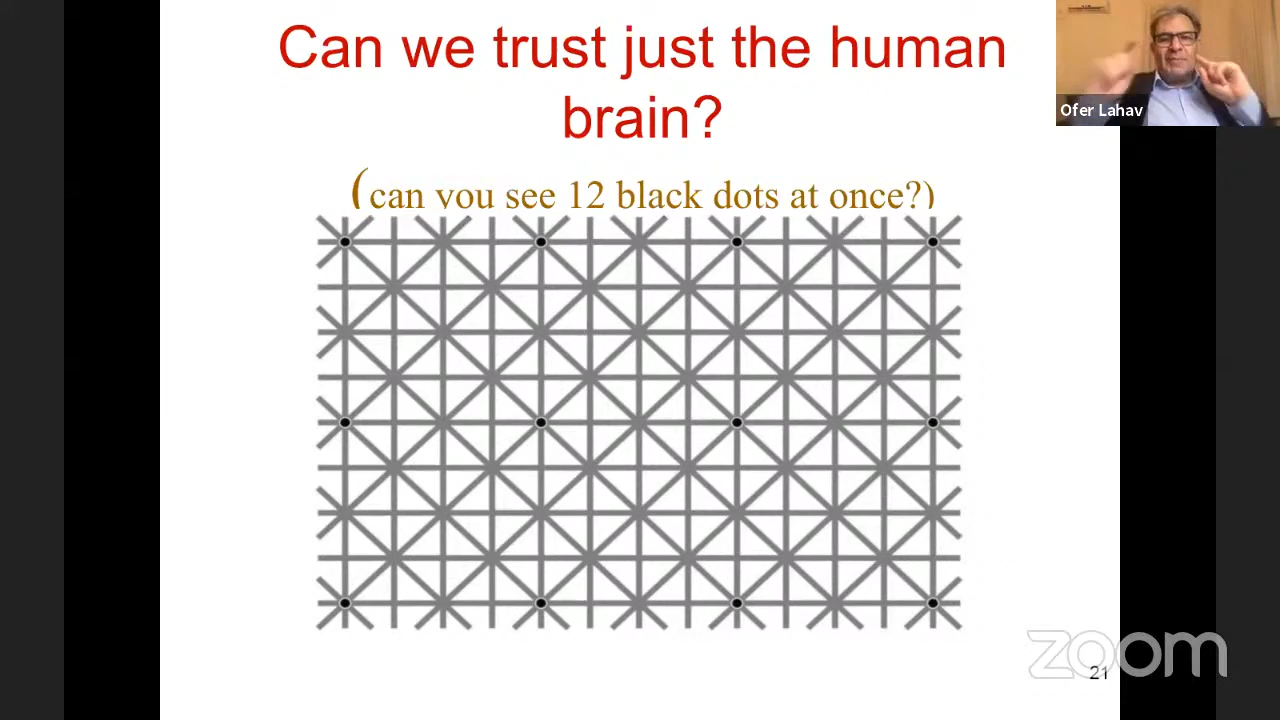 Can we trust just the human
brain?
(can you see 12 black dots at once?)
Ofer Lahav
zoom
21